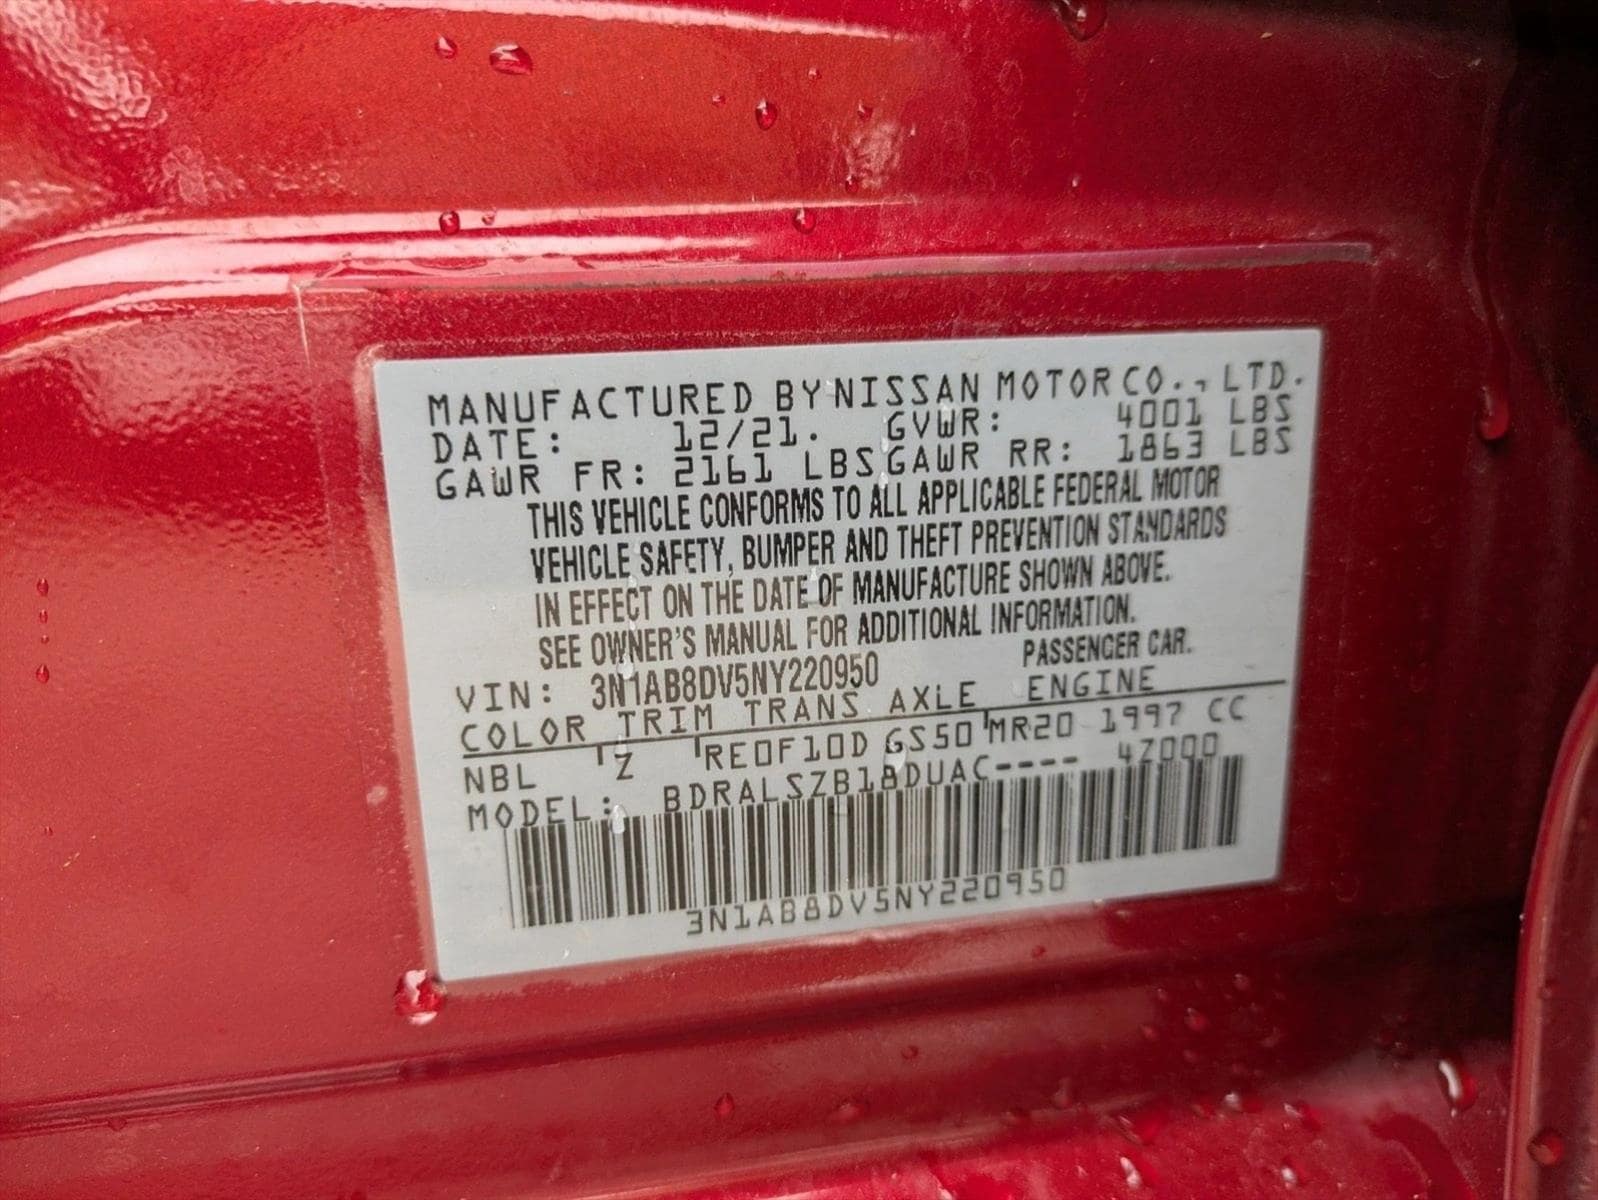 MANUFACTURED BY NISSAN MOTOR CO., LTD.
DATE: 12/21. GVWR: 4001 LBS
GAWR FR: 2161 LBS GAWR RR: 1863 LBS
THIS VEHICLE CONFORMS TO ALL APPLICABLE FEDERAL MOTOR
VEHICLE SAFETY, BUMPER AND THEFT PREVENTION STANDARDS
IN EFFECT ON THE DATE OF MANUFACTURE SHOWN ABOVE.
SEE OWNER'S MANUAL FOR ADDITIONAL INFORMATION.
VIN: 3N1AB8DV5NY220950 PASSENGER CAR.
COLOR TRIM TRANS AXLE ENGINE
NBL Z RE0F10D GS50 MR20 1997 CC
MODEL: BDRALSZB18DUAC---- 4Z000
3N1AB8DV5NY220950